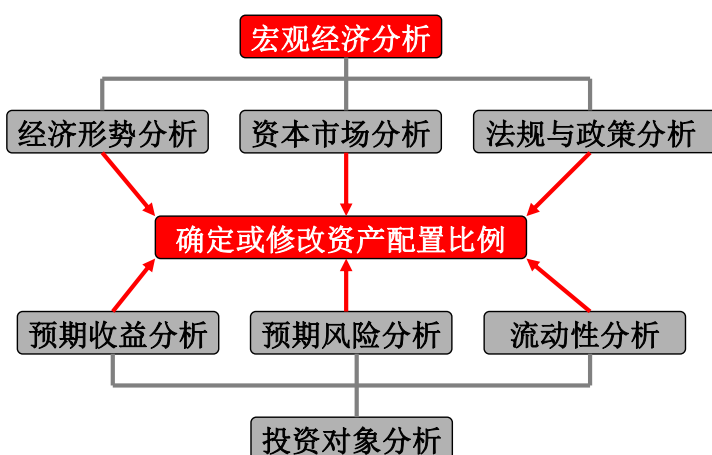 宏观经济分析
经济形势分析
资本市场分析
法规与政策分析
确定或修改资产配置比例
预期收益分析
预期风险分析
流动性分析
投资对象分析